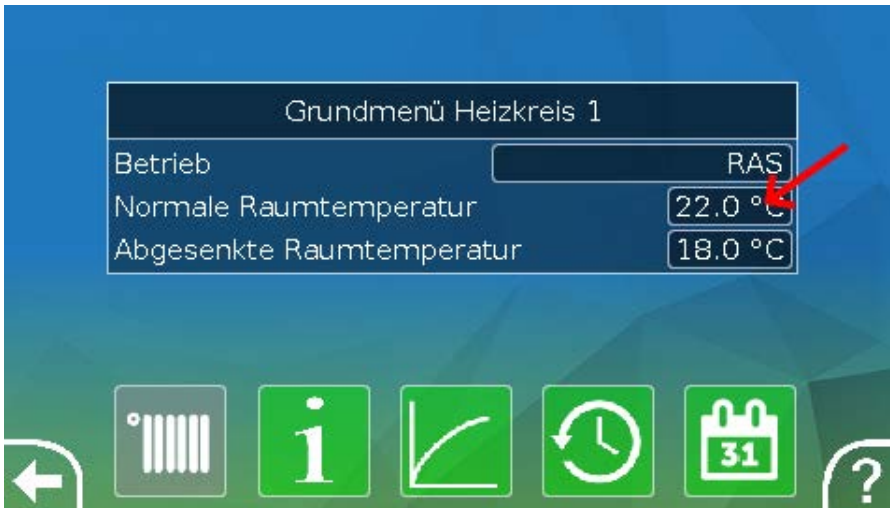 Grundmenü Heizkreis 1
Betrieb RAS
Normale Raumtemperatur 22.0 °C
Abgesenkte Raumtemperatur 18.0 °C
i
31
?